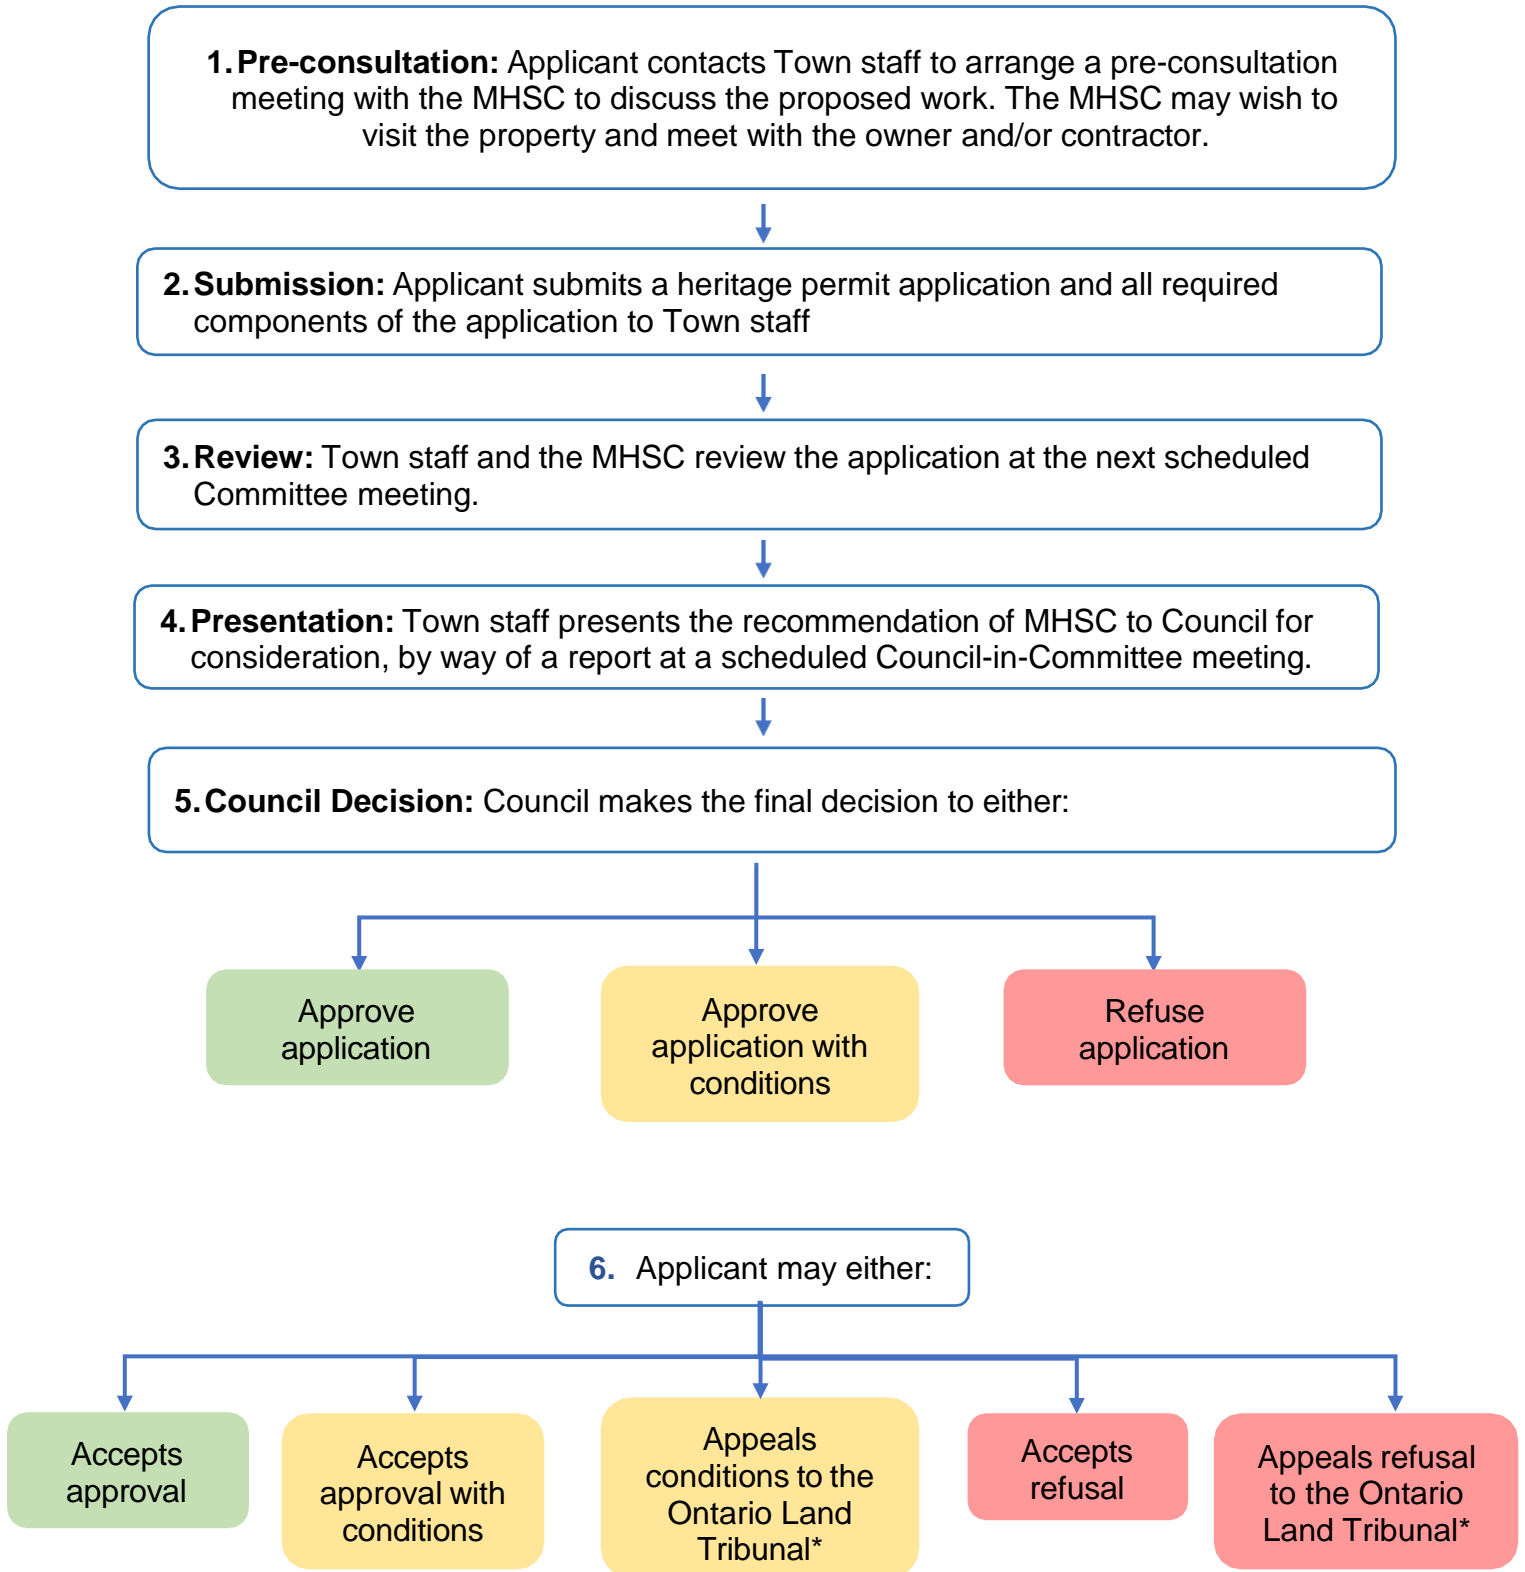 1. Pre-consultation: Applicant contacts Town staff to arrange a pre-consultation
meeting with the MHSC to discuss the proposed work. The MHSC may wish to
visit the property and meet with the owner and/or contractor.
2. Submission: Applicant submits a heritage permit application and all required
components of the application to Town staff
3. Review: Town staff and the MHSC review the application at the next scheduled
Committee meeting.
4. Presentation: Town staff presents the recommendation of MHSC to Council for
consideration, by way of a report at a scheduled Council-in-Committee meeting.
5. Council Decision: Council makes the final decision to either:
Approve
application
Approve
application with
conditions
Refuse
application
6. Applicant may either:
Accepts
approval
Accepts
approval with
conditions
Appeals
conditions to the
Ontario Land
Tribunal*
Accepts
refusal
Appeals refusal
to the Ontario
Land Tribunal*